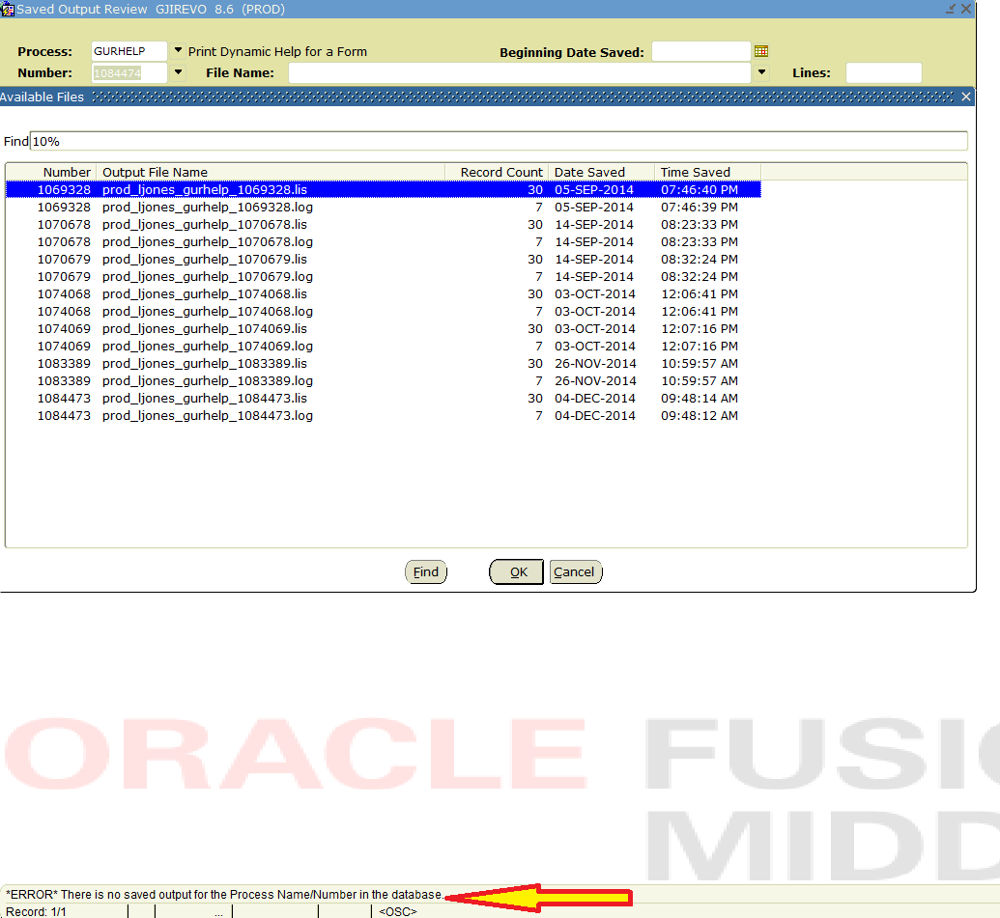 Saved Output Review GJIREVO 8.6 (PROD)
Process: GURHELP Print Dynamic Help for a Form Beginning Date Saved:
Number: 1084474 File Name: Lines:
Available Files
Find 10%
Number Output File Name Record Count Date Saved Time Saved
1069328 prod_ljones_gurhelp_1069328.lis 30 05-SEP-2014 07:46:40 PM
1069328 prod_ljones_gurhelp_1069328.log 7 05-SEP-2014 07:46:39 PM
1070678 prod_ljones_gurhelp_1070678.lis 30 14-SEP-2014 08:23:33 PM
1070678 prod_ljones_gurhelp_1070678.log 7 14-SEP-2014 08:23:33 PM
1070679 prod_ljones_gurhelp_1070679.lis 30 14-SEP-2014 08:32:24 PM
1070679 prod_ljones_gurhelp_1070679.log 7 14-SEP-2014 08:32:24 PM
1074068 prod_ljones_gurhelp_1074068.lis 30 03-OCT-2014 12:06:41 PM
1074068 prod_ljones_gurhelp_1074068.log 7 03-OCT-2014 12:06:41 PM
1074069 prod_ljones_gurhelp_1074069.lis 30 03-OCT-2014 12:07:16 PM
1074069 prod_ljones_gurhelp_1074069.log 7 03-OCT-2014 12:07:16 PM
1083389 prod_ljones_gurhelp_1083389.lis 30 26-NOV-2014 10:59:57 AM
1083389 prod_ljones_gurhelp_1083389.log 7 26-NOV-2014 10:59:57 AM
1084473 prod_ljones_gurhelp_1084473.lis 30 04-DEC-2014 09:48:14 AM
1084473 prod_ljones_gurhelp_1084473.log 7 04-DEC-2014 09:48:12 AM
Find OK Cancel
ORACLE FUSIO
MIDD
*ERROR* There is no saved output for the Process Name/Number in the database.
Record: 1/1 ... <OSC>